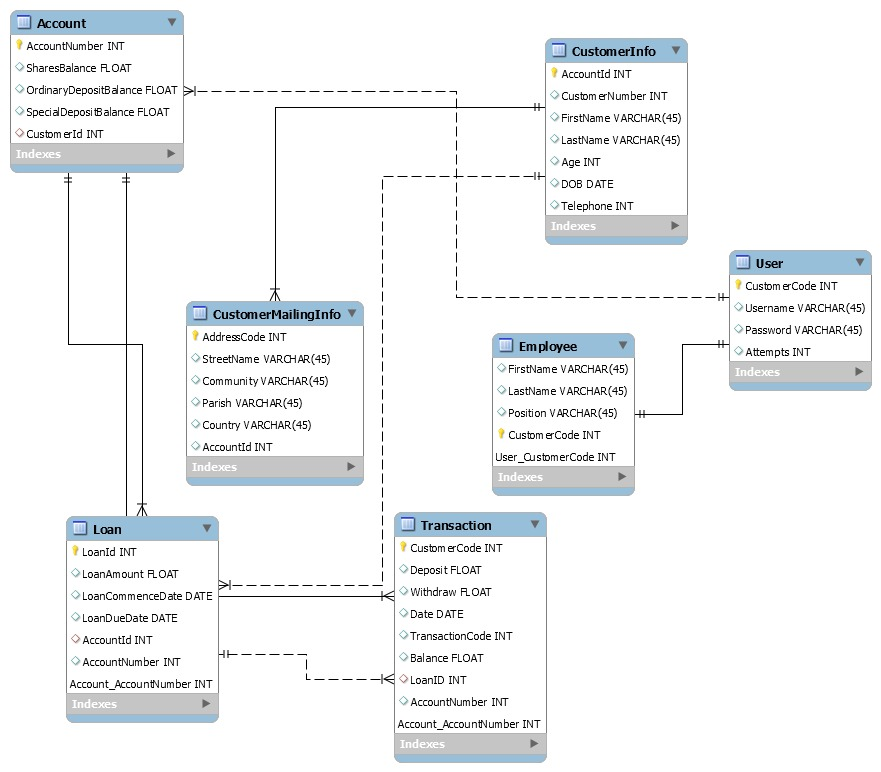 Account
AccountNumber INT
SharesBalance FLOAT
OrdinaryDepositBalance FLOAT
SpecialDepositBalance FLOAT
CustomerId INT
Indexes
CustomerInfo
AccountId INT
CustomerNumber INT
FirstName VARCHAR(45)
LastName VARCHAR(45)
Age INT
DOB DATE
Telephone INT
Indexes
User
CustomerCode INT
Username VARCHAR(45)
Password VARCHAR(45)
Attempts INT
Indexes
CustomerMailingInfo
AddressCode INT
StreetName VARCHAR(45)
Community VARCHAR(45)
Parish VARCHAR(45)
Country VARCHAR(45)
AccountId INT
Indexes
Employee
FirstName VARCHAR(45)
LastName VARCHAR(45)
Position VARCHAR(45)
CustomerCode INT
User_CustomerCode INT
Indexes
Loan
LoanId INT
LoanAmount FLOAT
LoanCommenceDate DATE
LoanDueDate DATE
AccountId INT
AccountNumber INT
Account_AccountNumber INT
Indexes
Transaction
CustomerCode INT
Deposit FLOAT
Withdraw FLOAT
Date DATE
TransactionCode INT
Balance FLOAT
LoanID INT
AccountNumber INT
Account_AccountNumber INT
Indexes